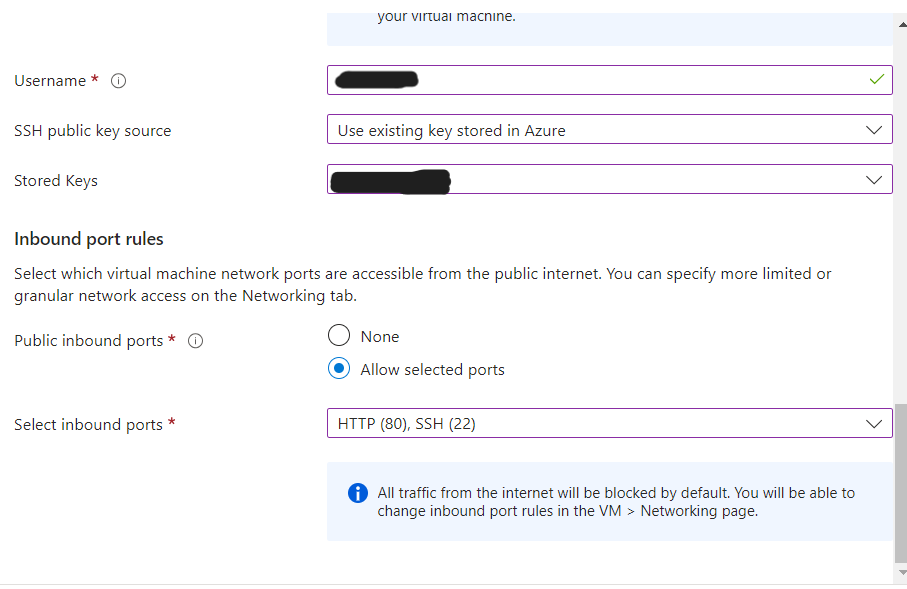 your virtual machine.
Username *
SSH public key source
Use existing key stored in Azure
Stored Keys
Inbound port rules
Select which virtual machine network ports are accessible from the public internet. You can specify more limited or
granular network access on the Networking tab.
Public inbound ports *
None
Allow selected ports
Select inbound ports *
HTTP (80), SSH (22)
All traffic from the internet will be blocked by default. You will be able to
change inbound port rules in the VM > Networking page.